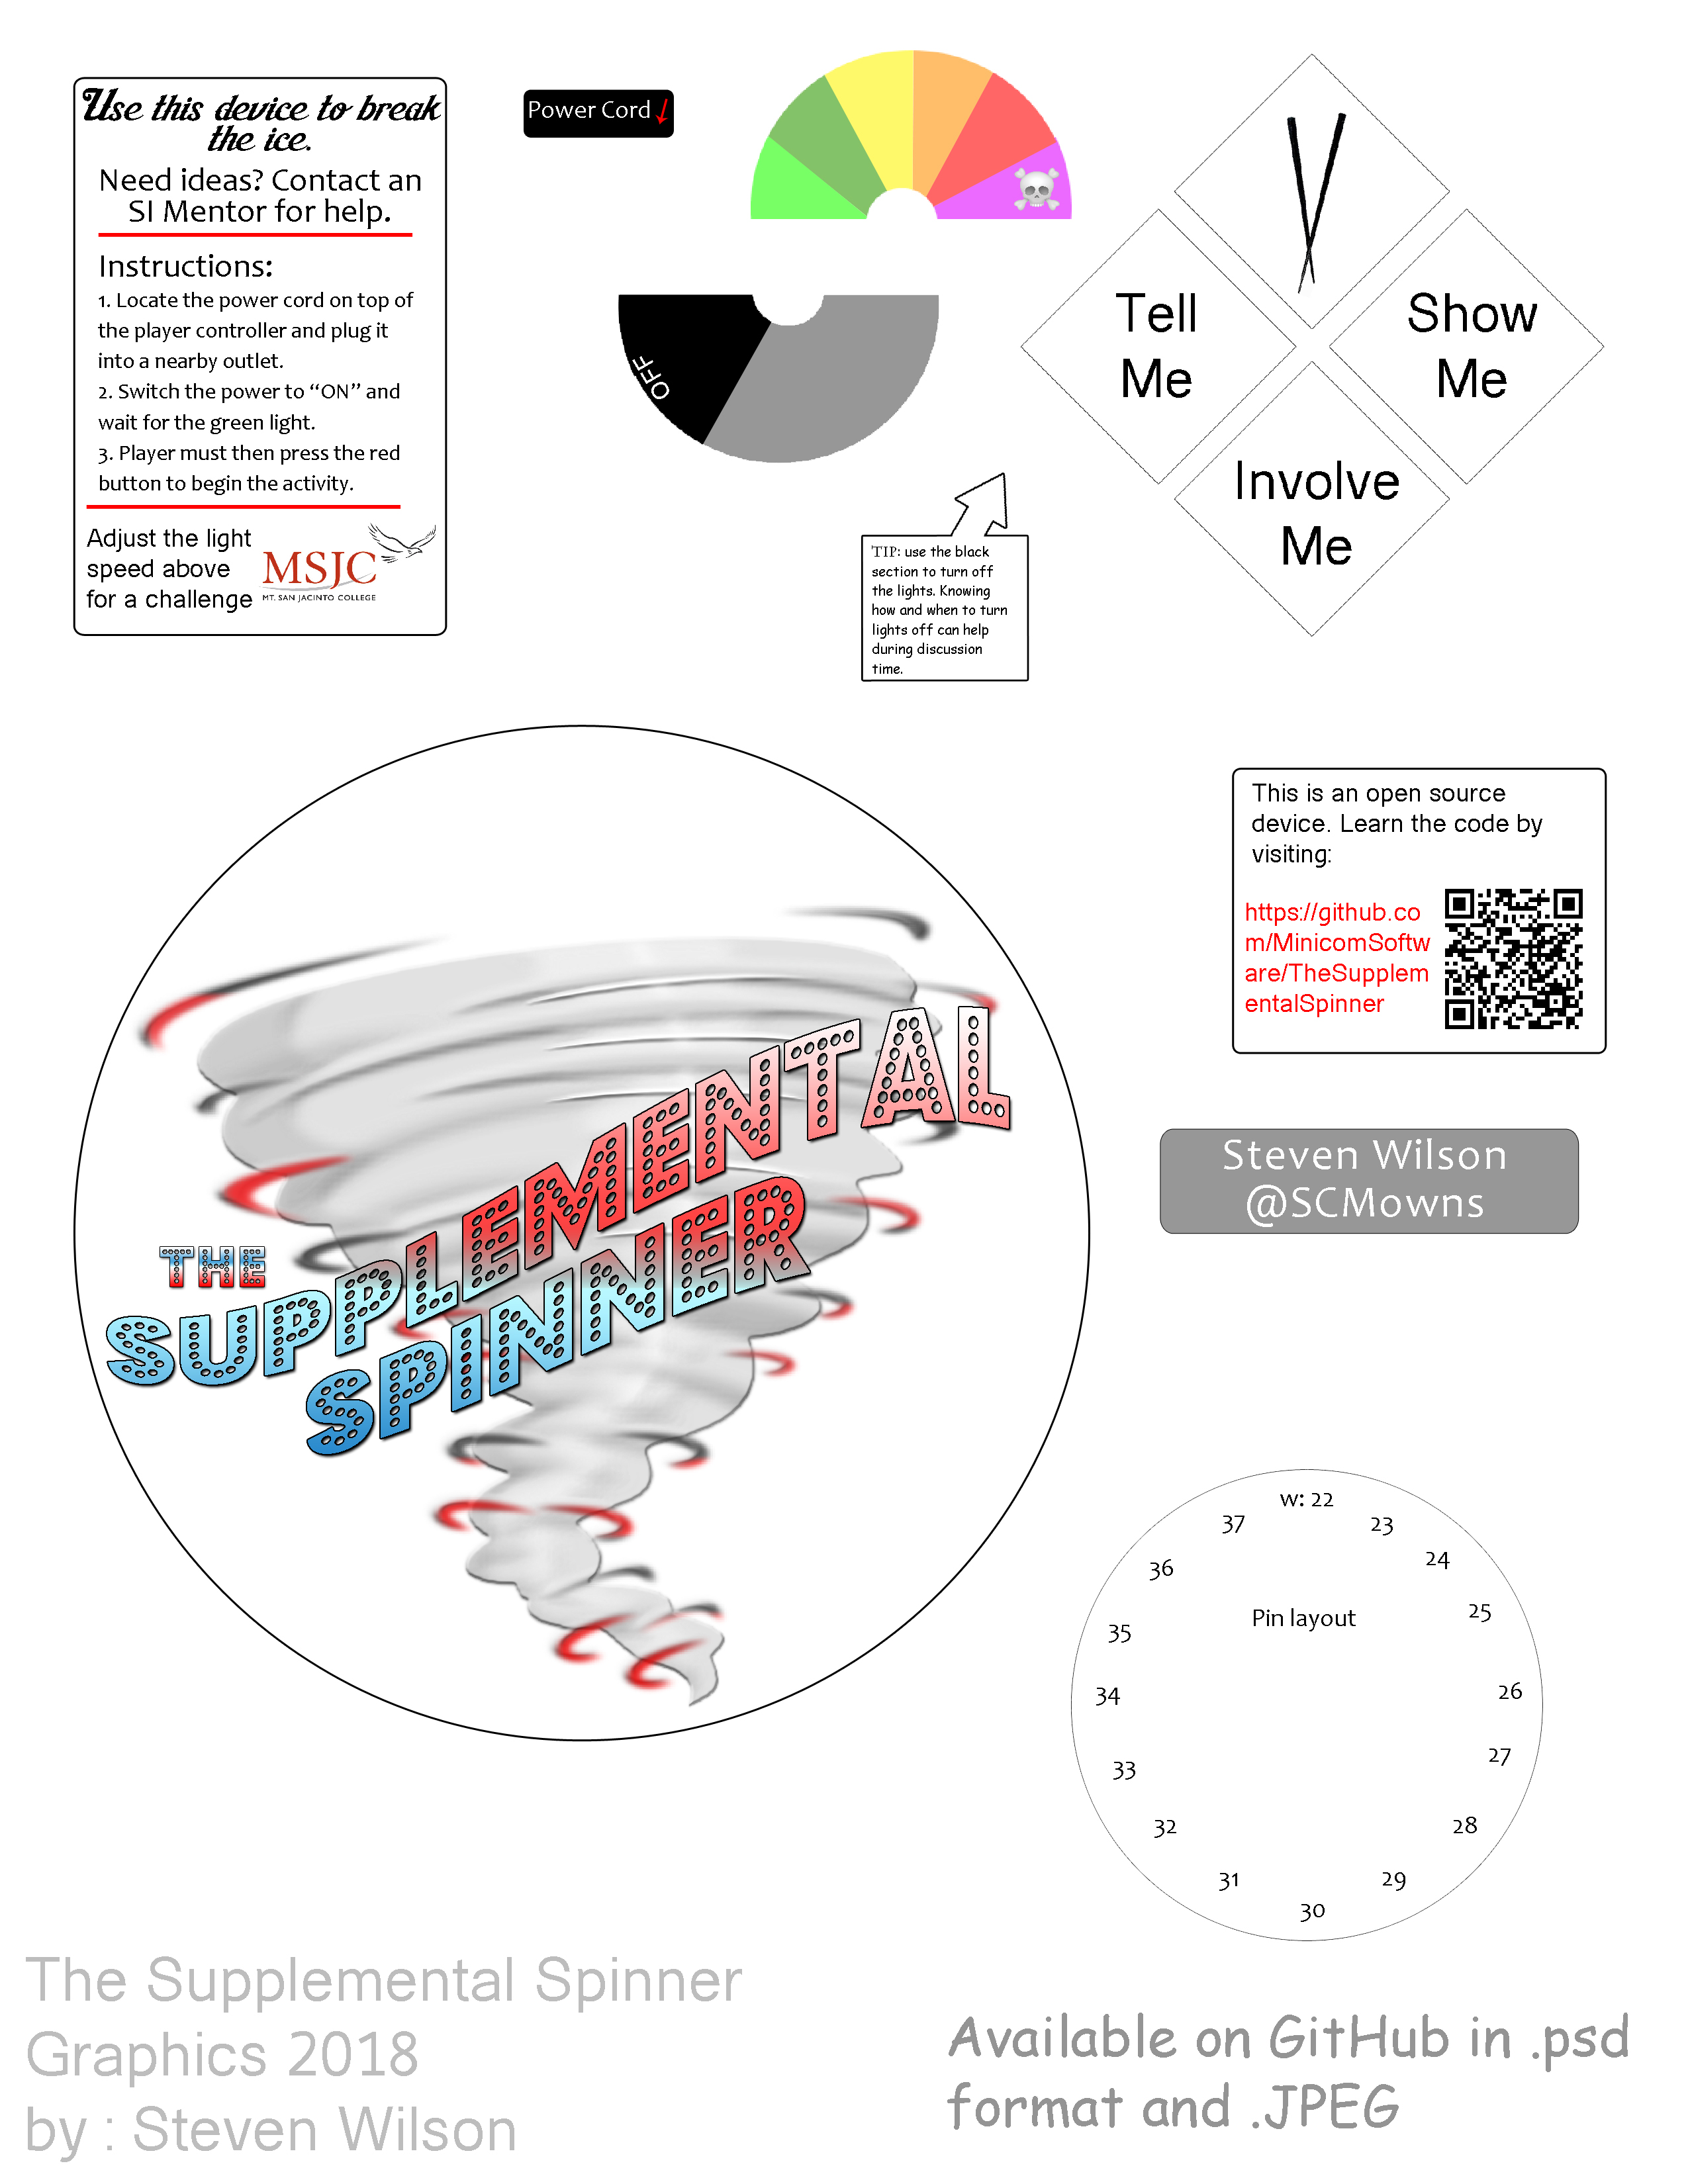 Use this device to break
the ice.
Need ideas? Contact an
SI Mentor for help.
Instructions:
1. Locate the power cord on top of
the player controller and plug it
into a nearby outlet.
2. Switch the power to “ON” and
wait for the green light.
3. Player must then press the red
button to begin the activity.
Adjust the light
speed above
for a challenge
MSJC
MT. SAN JACINTO COLLEGE
Power Cord
OFF
TIP: use the black
section to turn off
the lights. Knowing
how and when to turn
lights off can help
during discussion
time.
Tell
Me
Show
Me
Involve
Me
THE
SUPPLEMENTAL
SPINNER
This is an open source
device. Learn the code by
visiting:
https://github.co
m/MinicomSoftw
are/TheSupplem
entalSpinner
Steven Wilson
@SCMowns
w: 22
23
24
25
26
27
28
29
30
31
32
33
34
35
36
37
Pin layout
The Supplemental Spinner
Graphics 2018
by : Steven Wilson
Available on GitHub in .psd
format and .JPEG